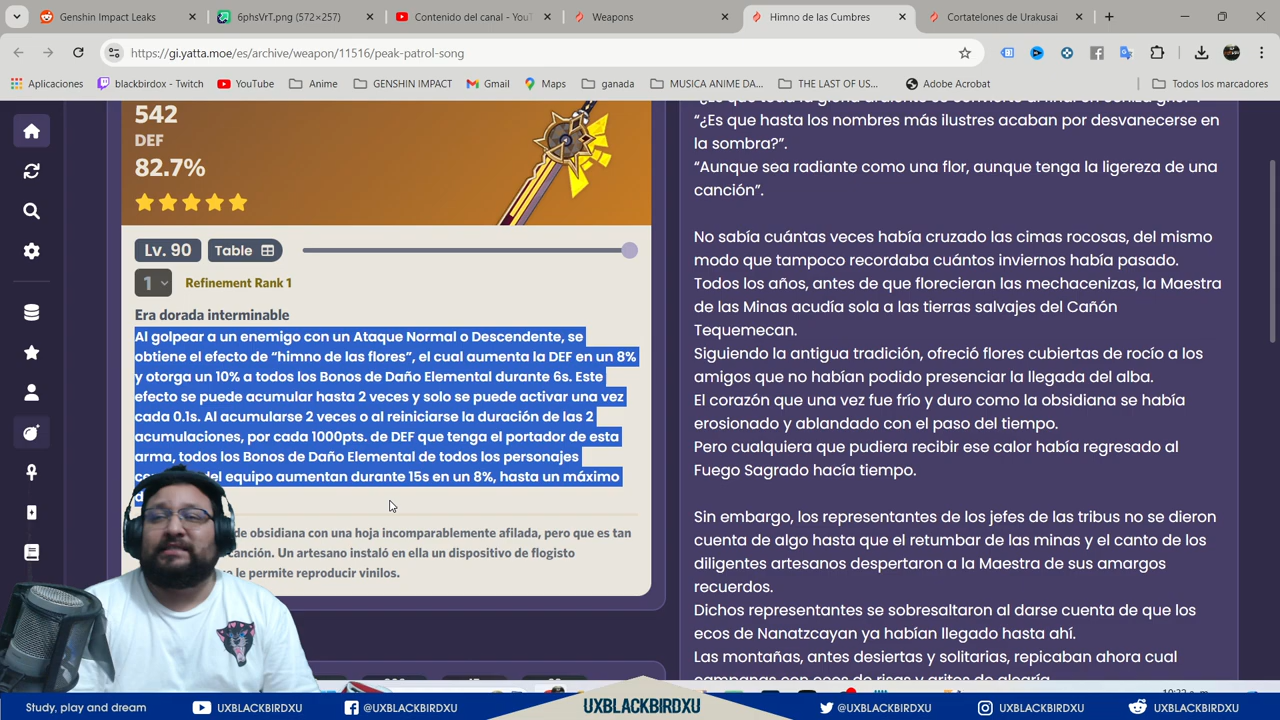 Genshin Impact Leaks
6phsVrT.png (572×257)
Contenido del canal - You
Weapons
Himno de las Cumbres
Cortatelones de Urakusai
https://gi.yatta.moe/es/archive/weapon/11516/peak-patrol-song
Aplicaciones
blackbirdox - Twitch
YouTube
Anime
GENSHIN IMPACT
Gmail
Maps
ganada
MUSICA ANIME DA...
THE LAST OF US...
Adobe Acrobat
Todos los marcadores
542
DEF
82.7%
Lv. 90
Table
1
Refinement Rank 1
Era dorada interminable
Al golpear a un enemigo con un Ataque Normal o Descendente, se
obtiene el efecto de “himno de las flores”, el cual aumenta la DEF en un 8%
y otorga un 10% a todos los Bonos de Daño Elemental durante 6s. Este
efecto se puede acumular hasta 2 veces y solo se puede activar una vez
cada 0.1s. Al acumularse 2 veces o al reiniciarse la duración de las 2
acumulaciones, por cada 1000pts. de DEF que tenga el portador de esta
arma, todos los Bonos de Daño Elemental de todos los personajes
del equipo aumentan durante 15s en un 8%, hasta un máximo
de obsidiana con una hoja incomparablemente afilada, pero que es tan
canción. Un artesano instaló en ella un dispositivo de flogisto
le permite reproducir vinilos.
“¿Es que hasta los nombres más ilustres acaban por desvanecerse en
la sombra?”.
“Aunque sea radiante como una flor, aunque tenga la ligereza de una
canción”.
No sabía cuántas veces había cruzado las cimas rocosas, del mismo
modo que tampoco recordaba cuántos inviernos había pasado.
Todos los años, antes de que florecieran las mechacenizas, la Maestra
de las Minas acudía sola a las tierras salvajes del Cañón
Tequemecan.
Siguiendo la antigua tradición, ofreció flores cubiertas de rocío a los
amigos que no habían podido presenciar la llegada del alba.
El corazón que una vez fue frío y duro como la obsidiana se había
erosionado y ablandado con el paso del tiempo.
Pero cualquiera que pudiera recibir ese calor había regresado al
Fuego Sagrado hacía tiempo.
Sin embargo, los representantes de los jefes de las tribus no se dieron
cuenta de algo hasta que el retumbar de las minas y el canto de los
diligentes artesanos despertaron a la Maestra de sus amargos
recuerdos.
Dichos representantes se sobresaltaron al darse cuenta de que los
ecos de Nanatzcayan ya habían llegado hasta ahí.
Las montañas, antes desiertas y solitarias, repicaban ahora cual
Study, play and dream
UXBLACKBIRDXU
@UXBLACKBIRDXU
UXBLACKBIRDXU
@UXBLACKBIRDXU
UXBLACKBIRDXU
UXBLACKBIRDXU